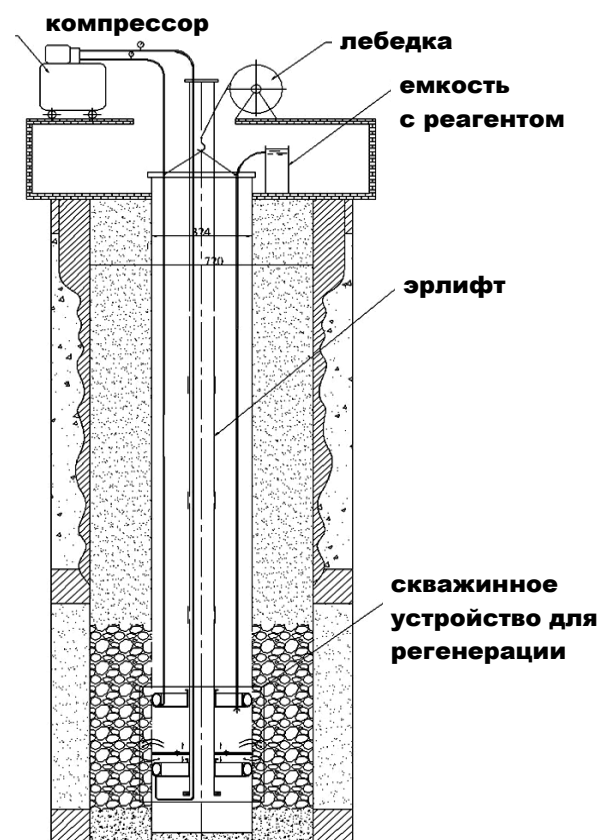 компрессор
лебедка
емкость
с реагентом
324
720
эрлифт
скважинное
устройство для
регенерации